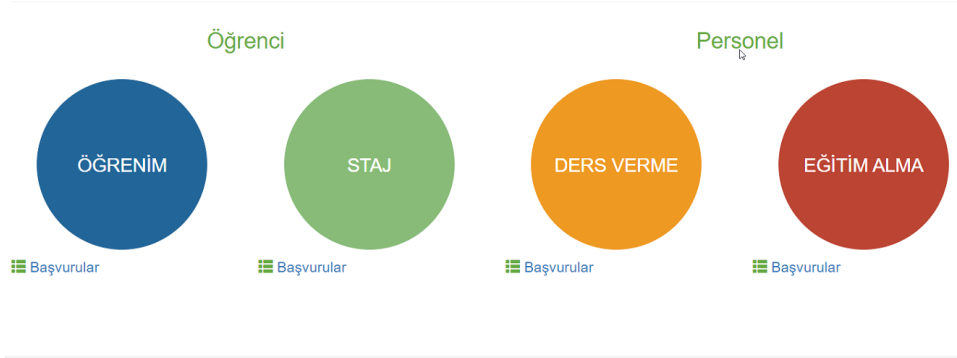 Öğrenci
Personel
ÖĞRENİM
STAJ
DERS VERME
EĞİTİM ALMA
Başvurular
Başvurular
Başvurular
Başvurular